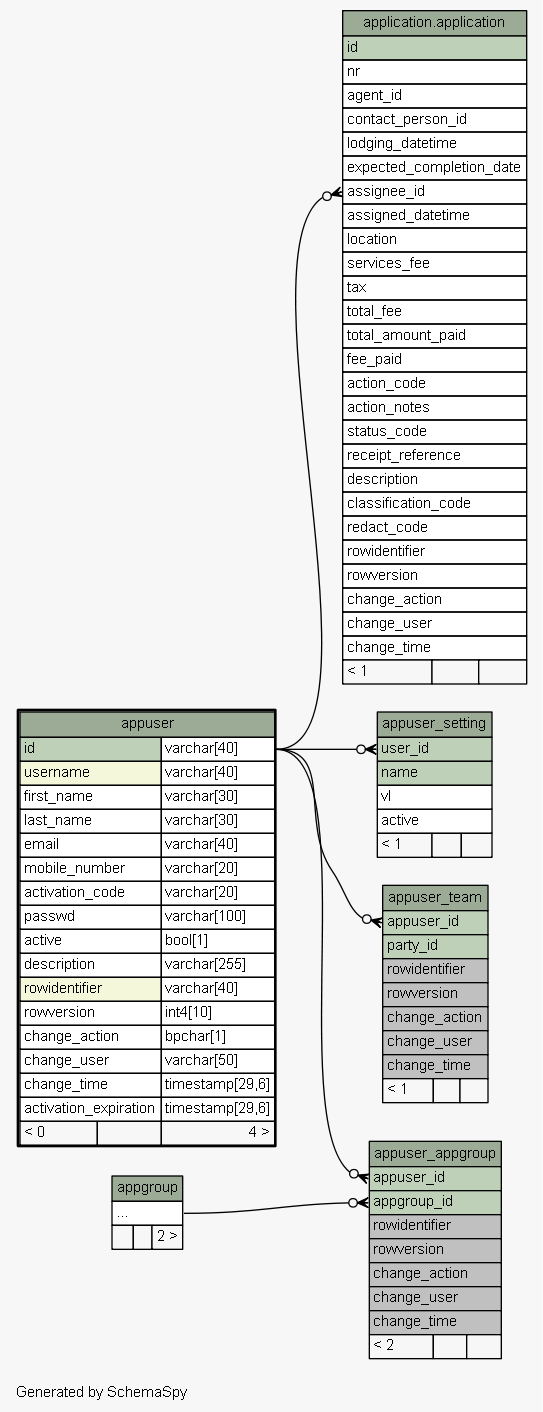 application.application
id
nr
agent_id
contact_person_id
lodging_datetime
expected_completion_date
assignee_id
assigned_datetime
location
services_fee
tax
total_fee
total_amount_paid
fee_paid
action_code
action_notes
status_code
receipt_reference
description
classification_code
redact_code
rowidentifier
rowversion
change_action
change_user
change_time
< 1
appuser
id varchar[40]
username varchar[40]
first_name varchar[30]
last_name varchar[30]
email varchar[40]
mobile_number varchar[20]
activation_code varchar[20]
passwd varchar[100]
active bool[1]
description varchar[255]
rowidentifier varchar[40]
rowversion int4[10]
change_action bpchar[1]
change_user varchar[50]
change_time timestamp[29,6]
activation_expiration timestamp[29,6]
< 0 4 >
appuser_setting
user_id
name
vl
active
< 1
appuser_team
appuser_id
party_id
rowidentifier
rowversion
change_action
change_user
change_time
< 1
appuser_appgroup
appuser_id
appgroup_id
rowidentifier
rowversion
change_action
change_user
change_time
< 2
appgroup
...
2 >
Generated by SchemaSpy